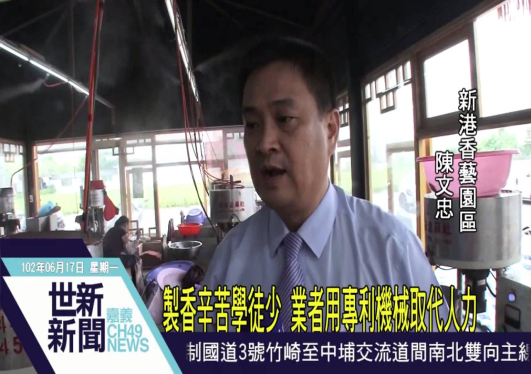 新港香藝園區
陳文忠
102年06月17日 星期一
世新新聞
嘉義
CH49
NEWS
製香辛苦學徒少 業者用專利機械取代人力
制國道3號竹崎至中埔交流道間南北雙向主線